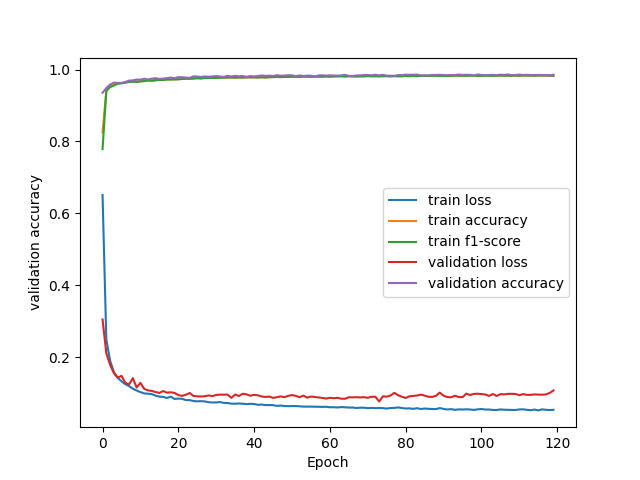 validation accuracy
1.0
0.8
0.6
0.4
0.2
0
20
40
60
80
100
120
Epoch
train loss
train accuracy
train f1-score
validation loss
validation accuracy